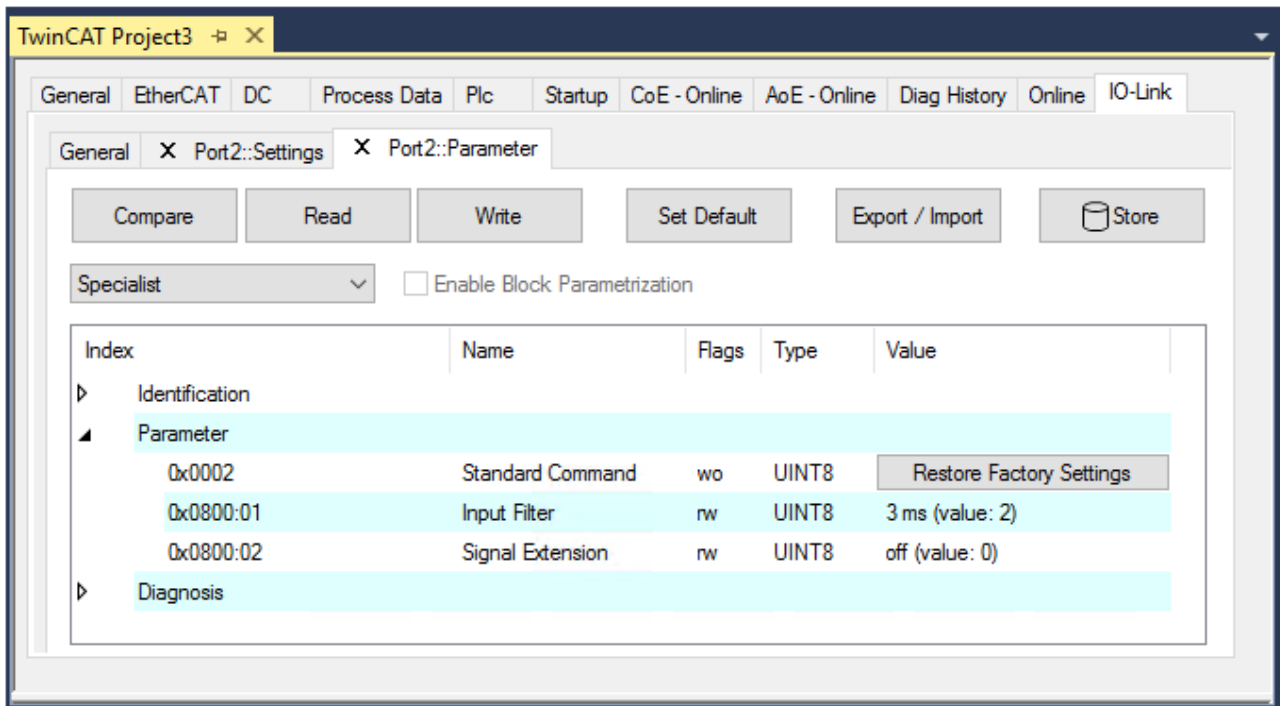 TwinCAT Project3
General EtherCAT DC Process Data Plc Startup CoE - Online AoE - Online Diag History Online IO-Link
General X Port2::Settings X Port2::Parameter
Compare Read Write Set Default Export / Import Store
Specialist Enable Block Parametrization
Index Name Flags Type Value
Identification
Parameter
0x0002 Standard Command wo UINT8 Restore Factory Settings
0x0800:01 Input Filter rw UINT8 3 ms (value: 2)
0x0800:02 Signal Extension rw UINT8 off (value: 0)
Diagnosis